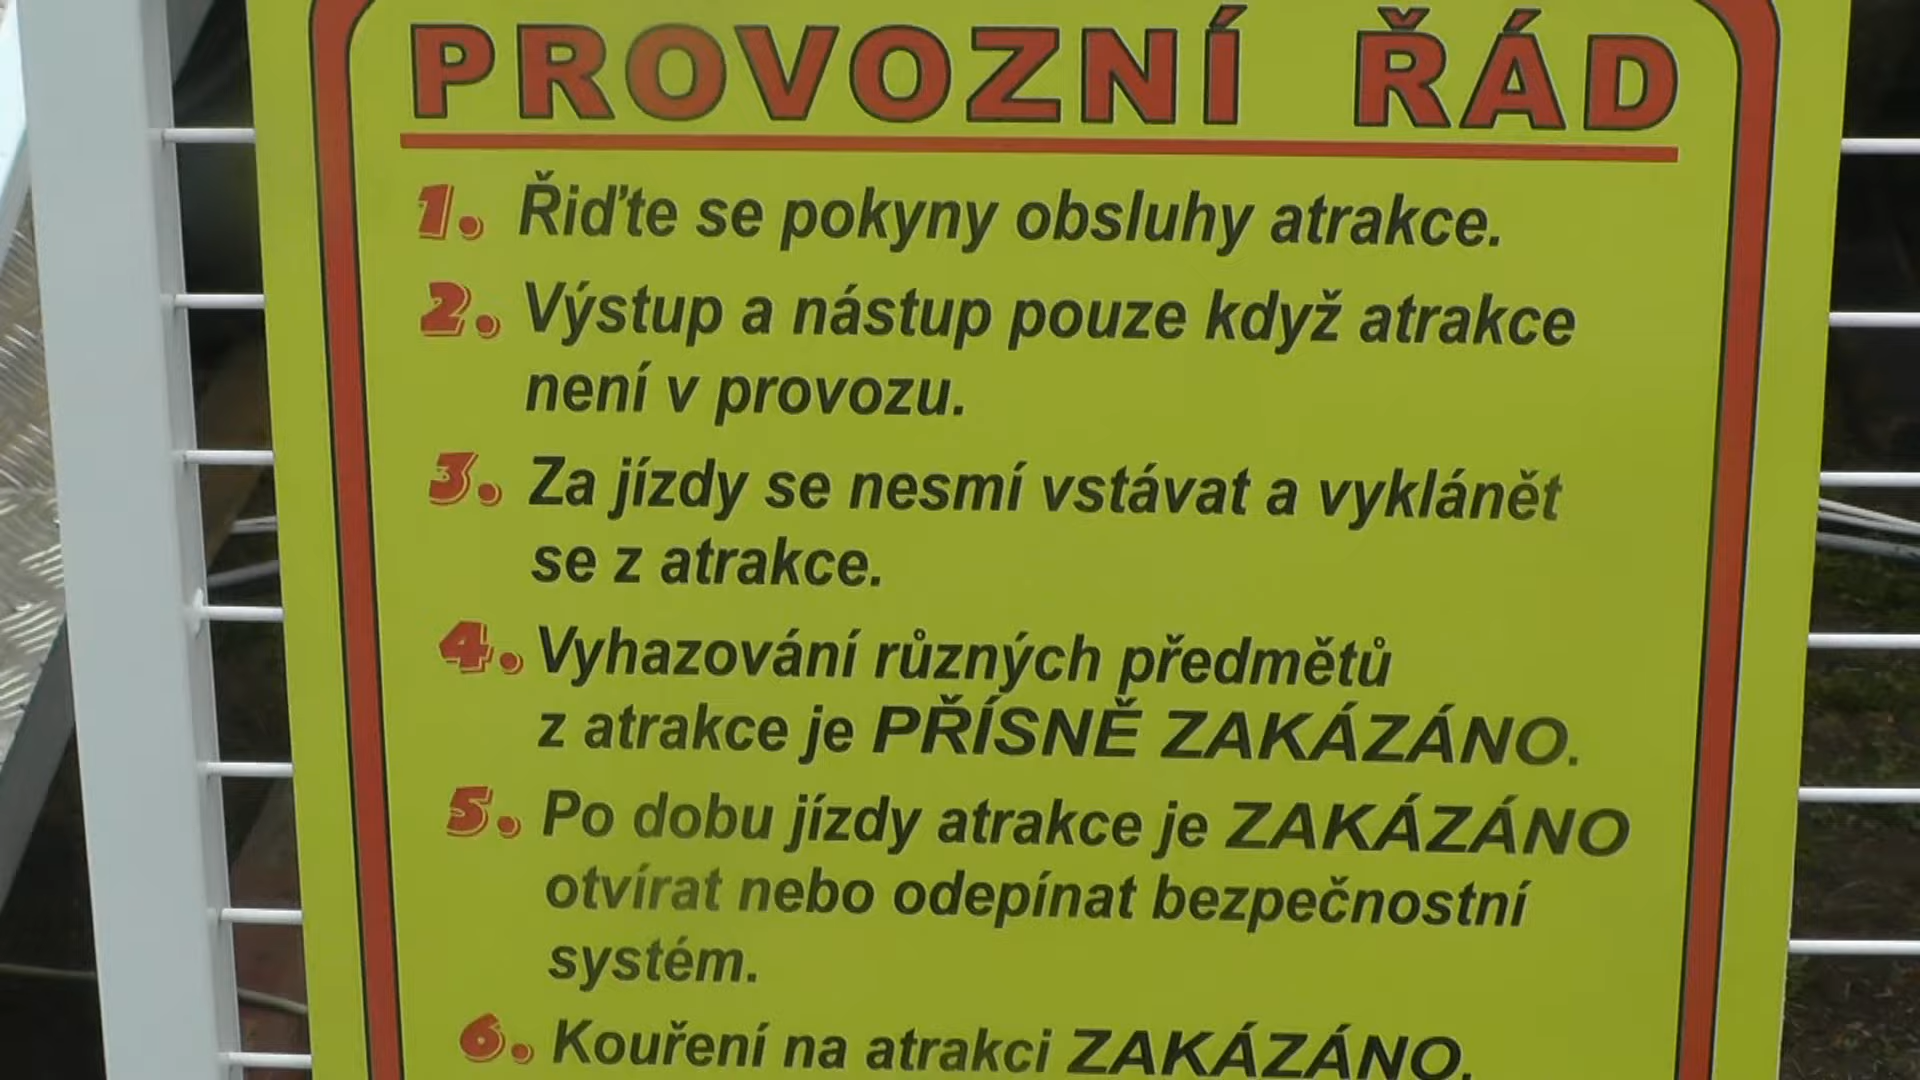 PROVOZNÍ ŘÁD
1. Řiďte se pokyny obsluhy atrakce.
2. Výstup a nástup pouze když atrakce
není v provozu.
3. Za jízdy se nesmí vstávat a vyklánět
se z atrakce.
4. Vyhazování různých předmětů
z atrakce je PŘÍSNĚ ZAKÁZÁNO.
5. Po dobu jízdy atrakce je ZAKÁZÁNO
otvírat nebo odepínat bezpečnostní
systém.
6. Kouření na atrakci ZAKÁZÁNO.